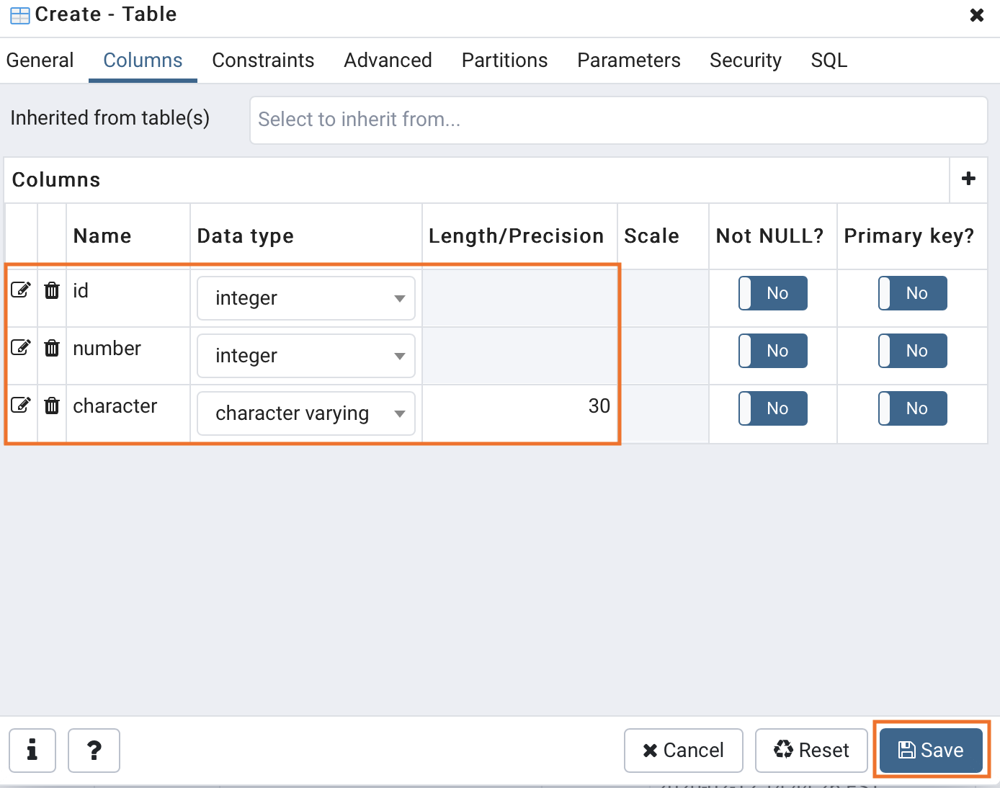 Create - Table
General Columns Constraints Advanced Partitions Parameters Security SQL
Inherited from table(s) Select to inherit from...
Columns
Name Data type Length/Precision Scale Not NULL? Primary key?
id integer No No
number integer No No
character character varying 30 No No
Cancel Reset Save